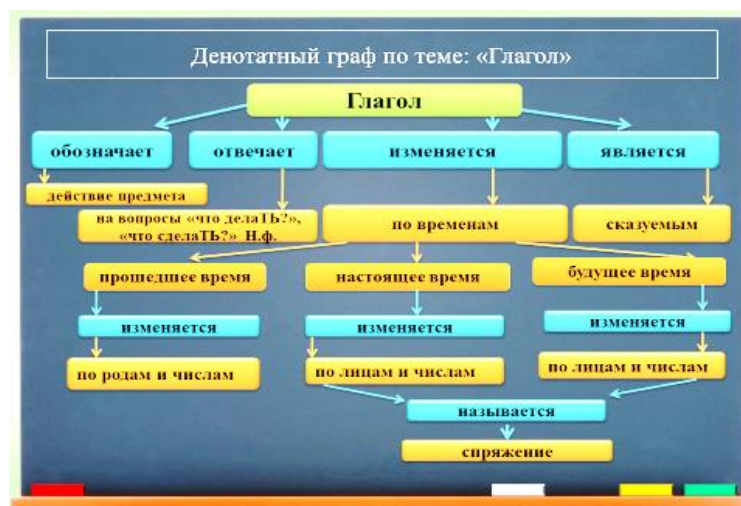 Денотатный граф по теме: «Глагол»
Глагол
обозначает
отвечает
изменяется
является
действие предмета
на вопросы «что делаТЬ?»,
«что сделаТЬ?» Н.ф.
по временам
сказуемым
прошедшее время
настоящее время
будущее время
изменяется
изменяется
изменяется
по родам и числам
по лицам и числам
по лицам и числам
называется
спряжение